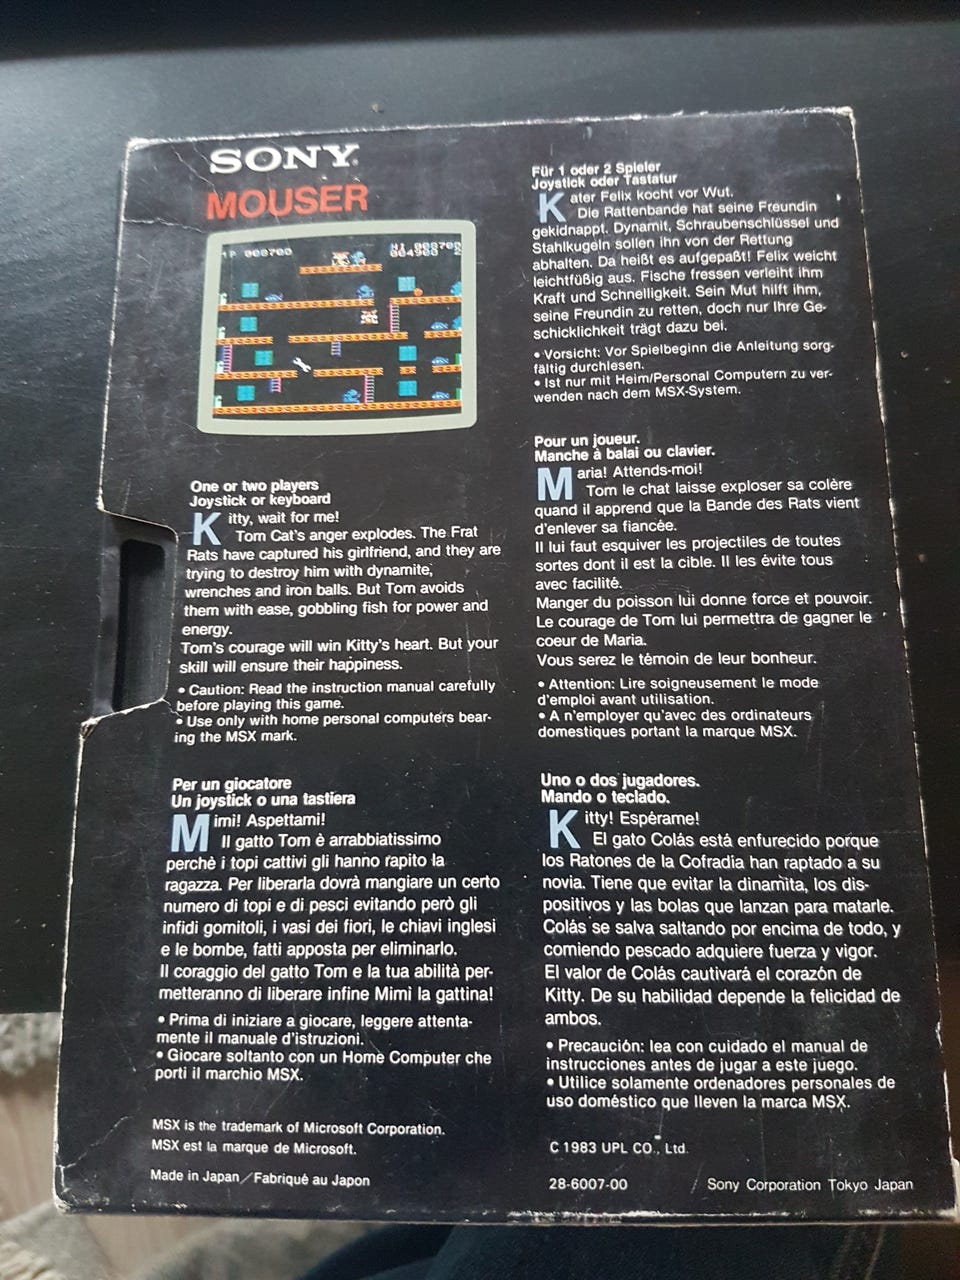 SONY
MOUSER
1P 008700
HI 008700
004900 2
One or two players
Joystick or keyboard
Kitty, wait for me!
Tom Cat's anger explodes. The Frat
Rats have captured his girlfriend, and they are
trying to destroy him with dynamite,
wrenches and iron balls. But Tom avoids
them with ease, gobbling fish for power and
energy.
Tom's courage will win Kitty's heart. But your
skill will ensure their happiness.
• Caution: Read the instruction manual carefully
before playing this game.
• Use only with home personal computers bear-
ing the MSX mark.
Per un giocatore
Un joystick o una tastiera
Mimi! Aspettami!
Il gatto Tom è arrabbiatissimo
perchè i topi cattivi gli hanno rapito la
ragazza. Per liberarla dovrà mangiare un certo
numero di topi e di pesci evitando però gli
infidi gomitoli, i vasi dei fiori, le chiavi inglesi
e le bombe, fatti apposta per eliminarlo.
Il coraggio del gatto Tom e la tua abilità per-
metteranno di liberare infine Mimì la gattina!
• Prima di iniziare a giocare, leggere attenta-
mente il manuale d'istruzioni.
• Giocare soltanto con un Home Computer che
porti il marchio MSX.
MSX is the trademark of Microsoft Corporation.
MSX est la marque de Microsoft.
Made in Japan/Fabriqué au Japon
Für 1 oder 2 Spieler
Joystick oder Tastatur
Kater Felix kocht vor Wut.
Die Rattenbande hat seine Freundin
gekidnappt. Dynamit, Schraubenschlüssel und
Stahlkugeln sollen ihn von der Rettung
abhalten. Da heißt es aufgepaßt! Felix weicht
leichtfüßig aus. Fische fressen verleiht ihm
Kraft und Schnelligkeit. Sein Mut hilft ihm,
seine Freundin zu retten, doch nur Ihre Ge-
schicklichkeit trägt dazu bei.
• Vorsicht: Vor Spielbeginn die Anleitung sorg-
fältig durchlesen.
• Ist nur mit Heim/Personal Computern zu ver-
wenden nach dem MSX-System.
Pour un joueur.
Manche à balai ou clavier.
Maria! Attends-moi!
Tom le chat laisse exploser sa colère
quand il apprend que la Bande des Rats vient
d'enlever sa fiancée.
Il lui faut esquiver les projectiles de toutes
sortes dont il est la cible. Il les évite tous
avec facilité.
Manger du poisson lui donne force et pouvoir.
Le courage de Tom lui permettra de gagner le
coeur de Maria.
Vous serez le témoin de leur bonheur.
• Attention: Lire soigneusement le mode
d'emploi avant utilisation.
• A n'employer qu'avec des ordinateurs
domestiques portant la marque MSX.
Uno o dos jugadores.
Mando o teclado.
Kitty! Espérame!
El gato Colás está enfurecido porque
los Ratones de la Cofradía han raptado a su
novia. Tiene que evitar la dinamita, los dis-
positivos y las bolas que lanzan para matarle.
Colás se salva saltando por encima de todo, y
comiendo pescado adquiere fuerza y vigor.
El valor de Colás cautivará el corazón de
Kitty. De su habilidad depende la felicidad de
ambos.
• Precaución: lea con cuidado el manual de
instrucciones antes de jugar a este juego.
• Utilice solamente ordenadores personales de
uso doméstico que lleven la marca MSX.
C 1983 UPL CO., Ltd.
28-6007-00
Sony Corporation Tokyo Japan